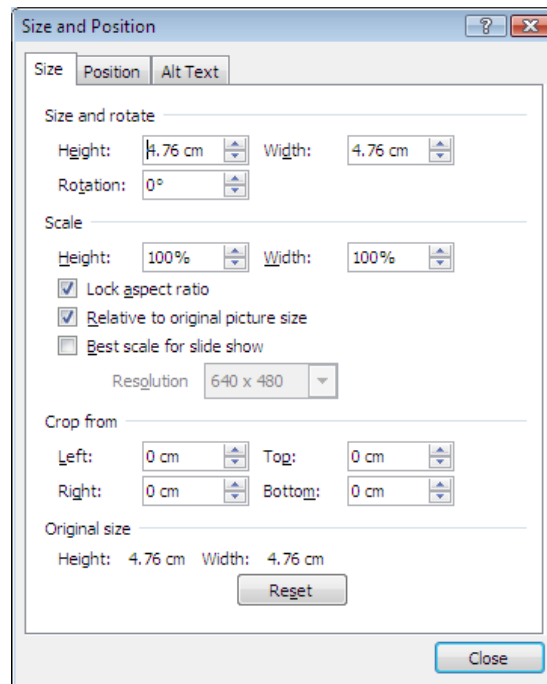 Size and Position
Size Position Alt Text
Size and rotate
Height: 4.76 cm Width: 4.76 cm
Rotation: 0°
Scale
Height: 100% Width: 100%
Lock aspect ratio
Relative to original picture size
Best scale for slide show
Resolution 640 x 480
Crop from
Left: 0 cm Top: 0 cm
Right: 0 cm Bottom: 0 cm
Original size
Height: 4.76 cm Width: 4.76 cm
Reset
Close